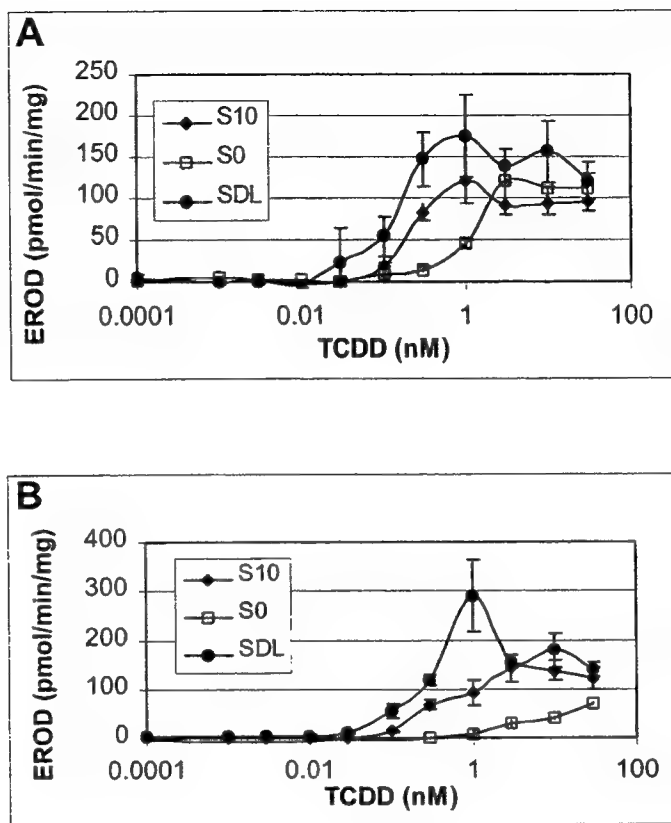 A
EROD (pmol/min/mg)
250
200
150
100
50
0
S10
S0
SDL
0.0001
0.01
1
100
TCDD (nM)
B
EROD (pmol/min/mg)
400
300
200
100
0
S10
S0
SDL
0.0001
0.01
1
100
TCDD (nM)